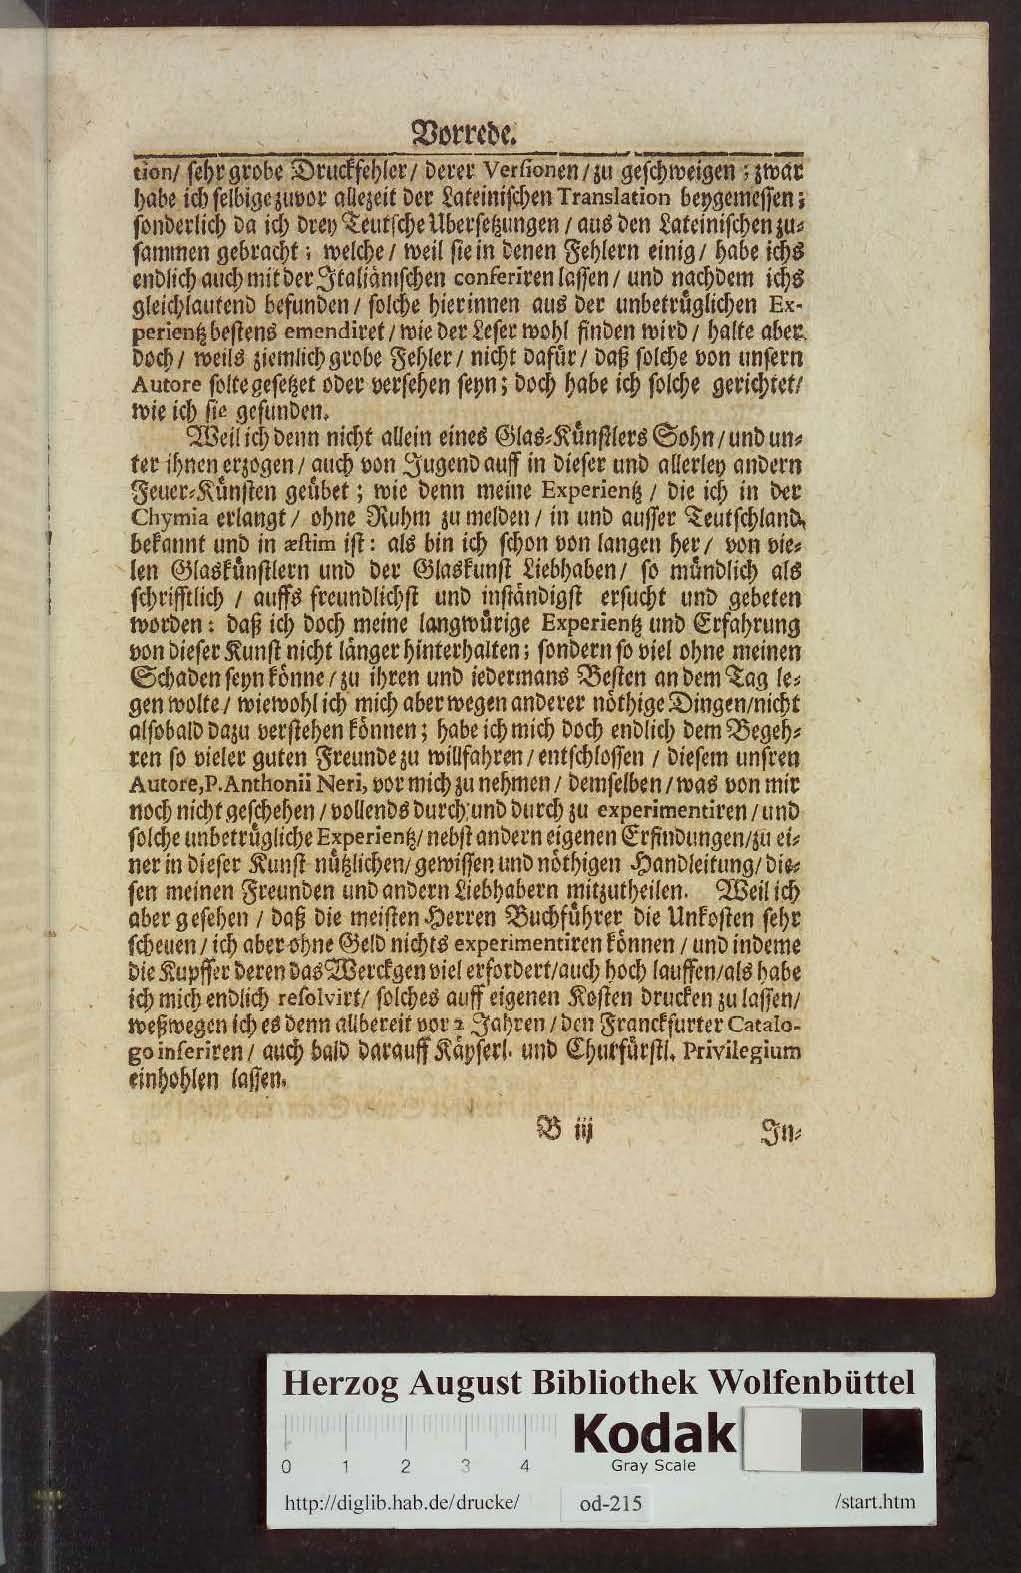 Vorrede.
tion/ sehr grobe Druckfehler/ derer Versionen/ zu geschweigen; zwar
habe ich selbige zuvor allezeit der Lateinischen Translation beygemessen;
sonderlich da ich drey Teutsche Ubersetzungen / aus den Lateinischen zu-
sammen gebracht; welche/ weil sie in denen Fehlern einig/ habe ichs
endlich auch mit der Italiänischen conferiren lassen/ und nachdem ichs
gleichlautend befunden/ solche hierinnen aus der unbetrüglichen Ex-
perientz bestens emendiret/ wie der Leser wohl finden wird/ halte aber
doch/ weils ziemlich grobe Fehler/ nicht dafür/ daß solche von unsern
Autore solte gesetzet oder versehen seyn; doch habe ich solche gerichtet/
wie ich sie gefunden.
Weil ich denn nicht allein eines Glas-Künstlers Sohn/ und un-
ter ihnen erzogen/ auch von Jugend auff in dieser und allerley andern
Feuer-Künsten geübet; wie denn meine Experientz / die ich in der
Chymia erlangt/ ohne Ruhm zu melden/ in und ausser Teutschland,
bekannt und in æstim ist: als bin ich schon von langen her/ von vie-
len Glaskünstlern und der Glaskunst Liebhaben/ so mündlich als
schrifftlich / auffs freundlichst und inständigst ersucht und gebeten
worden: daß ich doch meine langwürige Experientz und Erfahrung
von dieser Kunst nicht länger hinterhalten; sondern so viel ohne meinen
Schaden seyn könne/ zu ihren und iedermans Besten an dem Tag le-
gen wolte/ wiewohl ich mich aber wegen anderer nöthige Dingen/ nicht
alsobald dazu verstehen können; habe ich mich doch endlich dem Begeh-
ren so vieler guten Freunde zu willfahren/ entschlossen / diesem unsren
Autore, P. Anthonii Neri, vor mich zu nehmen/ demselben/ was von mir
noch nicht geschehen/ vollends durch und durch zu experimentiren/ und
solche unbetrügliche Experientz/ nebst andern eigenen Erfindungen/ zu ei-
ner in dieser Kunst nützlichen/ gewissen und nöthigen Handleitung/ die-
sen meinen Freunden und andern Liebhabern mitzutheilen. Weil ich
aber gesehen / daß die meisten Herren Buchführer die Unkosten sehr
scheuen/ ich aber ohne Geld nichts experimentiren können / und indeme
die Kupffer deren das Werckgen viel erfordert/ auch hoch lauffen/ als habe
ich mich endlich resolvirt/ solches auff eigenen Kosten drucken zu lassen/
weßwegen ich es denn allbereit vor 2 Jahren / den Franckfurter Catalo-
go inseriren/ auch bald darauff Käyserl. und Churfürstl. Privilegium
einhohlen lassen.
B iij In-
Herzog August Bibliothek Wolfenbüttel
Kodak
Gray Scale
0 1 2 3 4
http://diglib.hab.de/drucke/ od-215 /start.htm